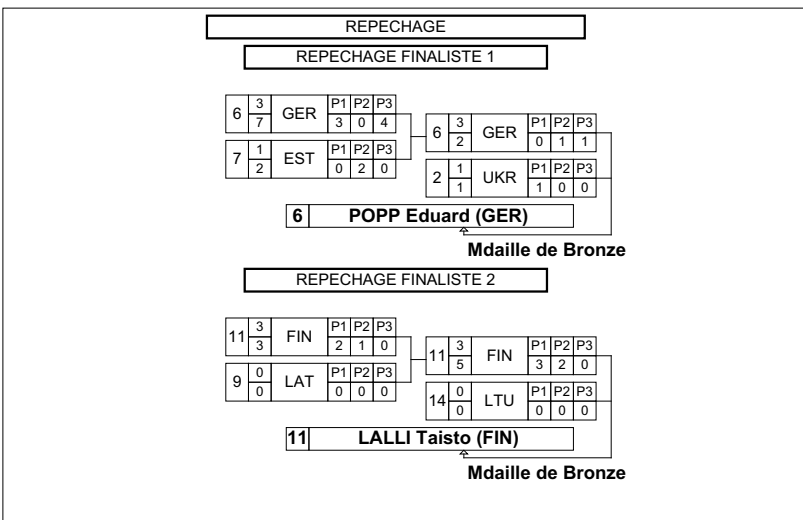 REPECHAGE
REPECHAGE FINALISTE 1
6 3 7 GER P1 P2 P3 3 0 4
7 1 2 EST P1 P2 P3 0 2 0
6 3 2 GER P1 P2 P3 0 1 1
2 1 1 UKR P1 P2 P3 1 0 0
6 POPP Eduard (GER)
Mdaille de Bronze
REPECHAGE FINALISTE 2
11 3 3 FIN P1 P2 P3 2 1 0
9 0 0 LAT P1 P2 P3 0 0 0
11 3 5 FIN P1 P2 P3 3 2 0
14 0 0 LTU P1 P2 P3 0 0 0
11 LALLI Taisto (FIN)
Mdaille de Bronze